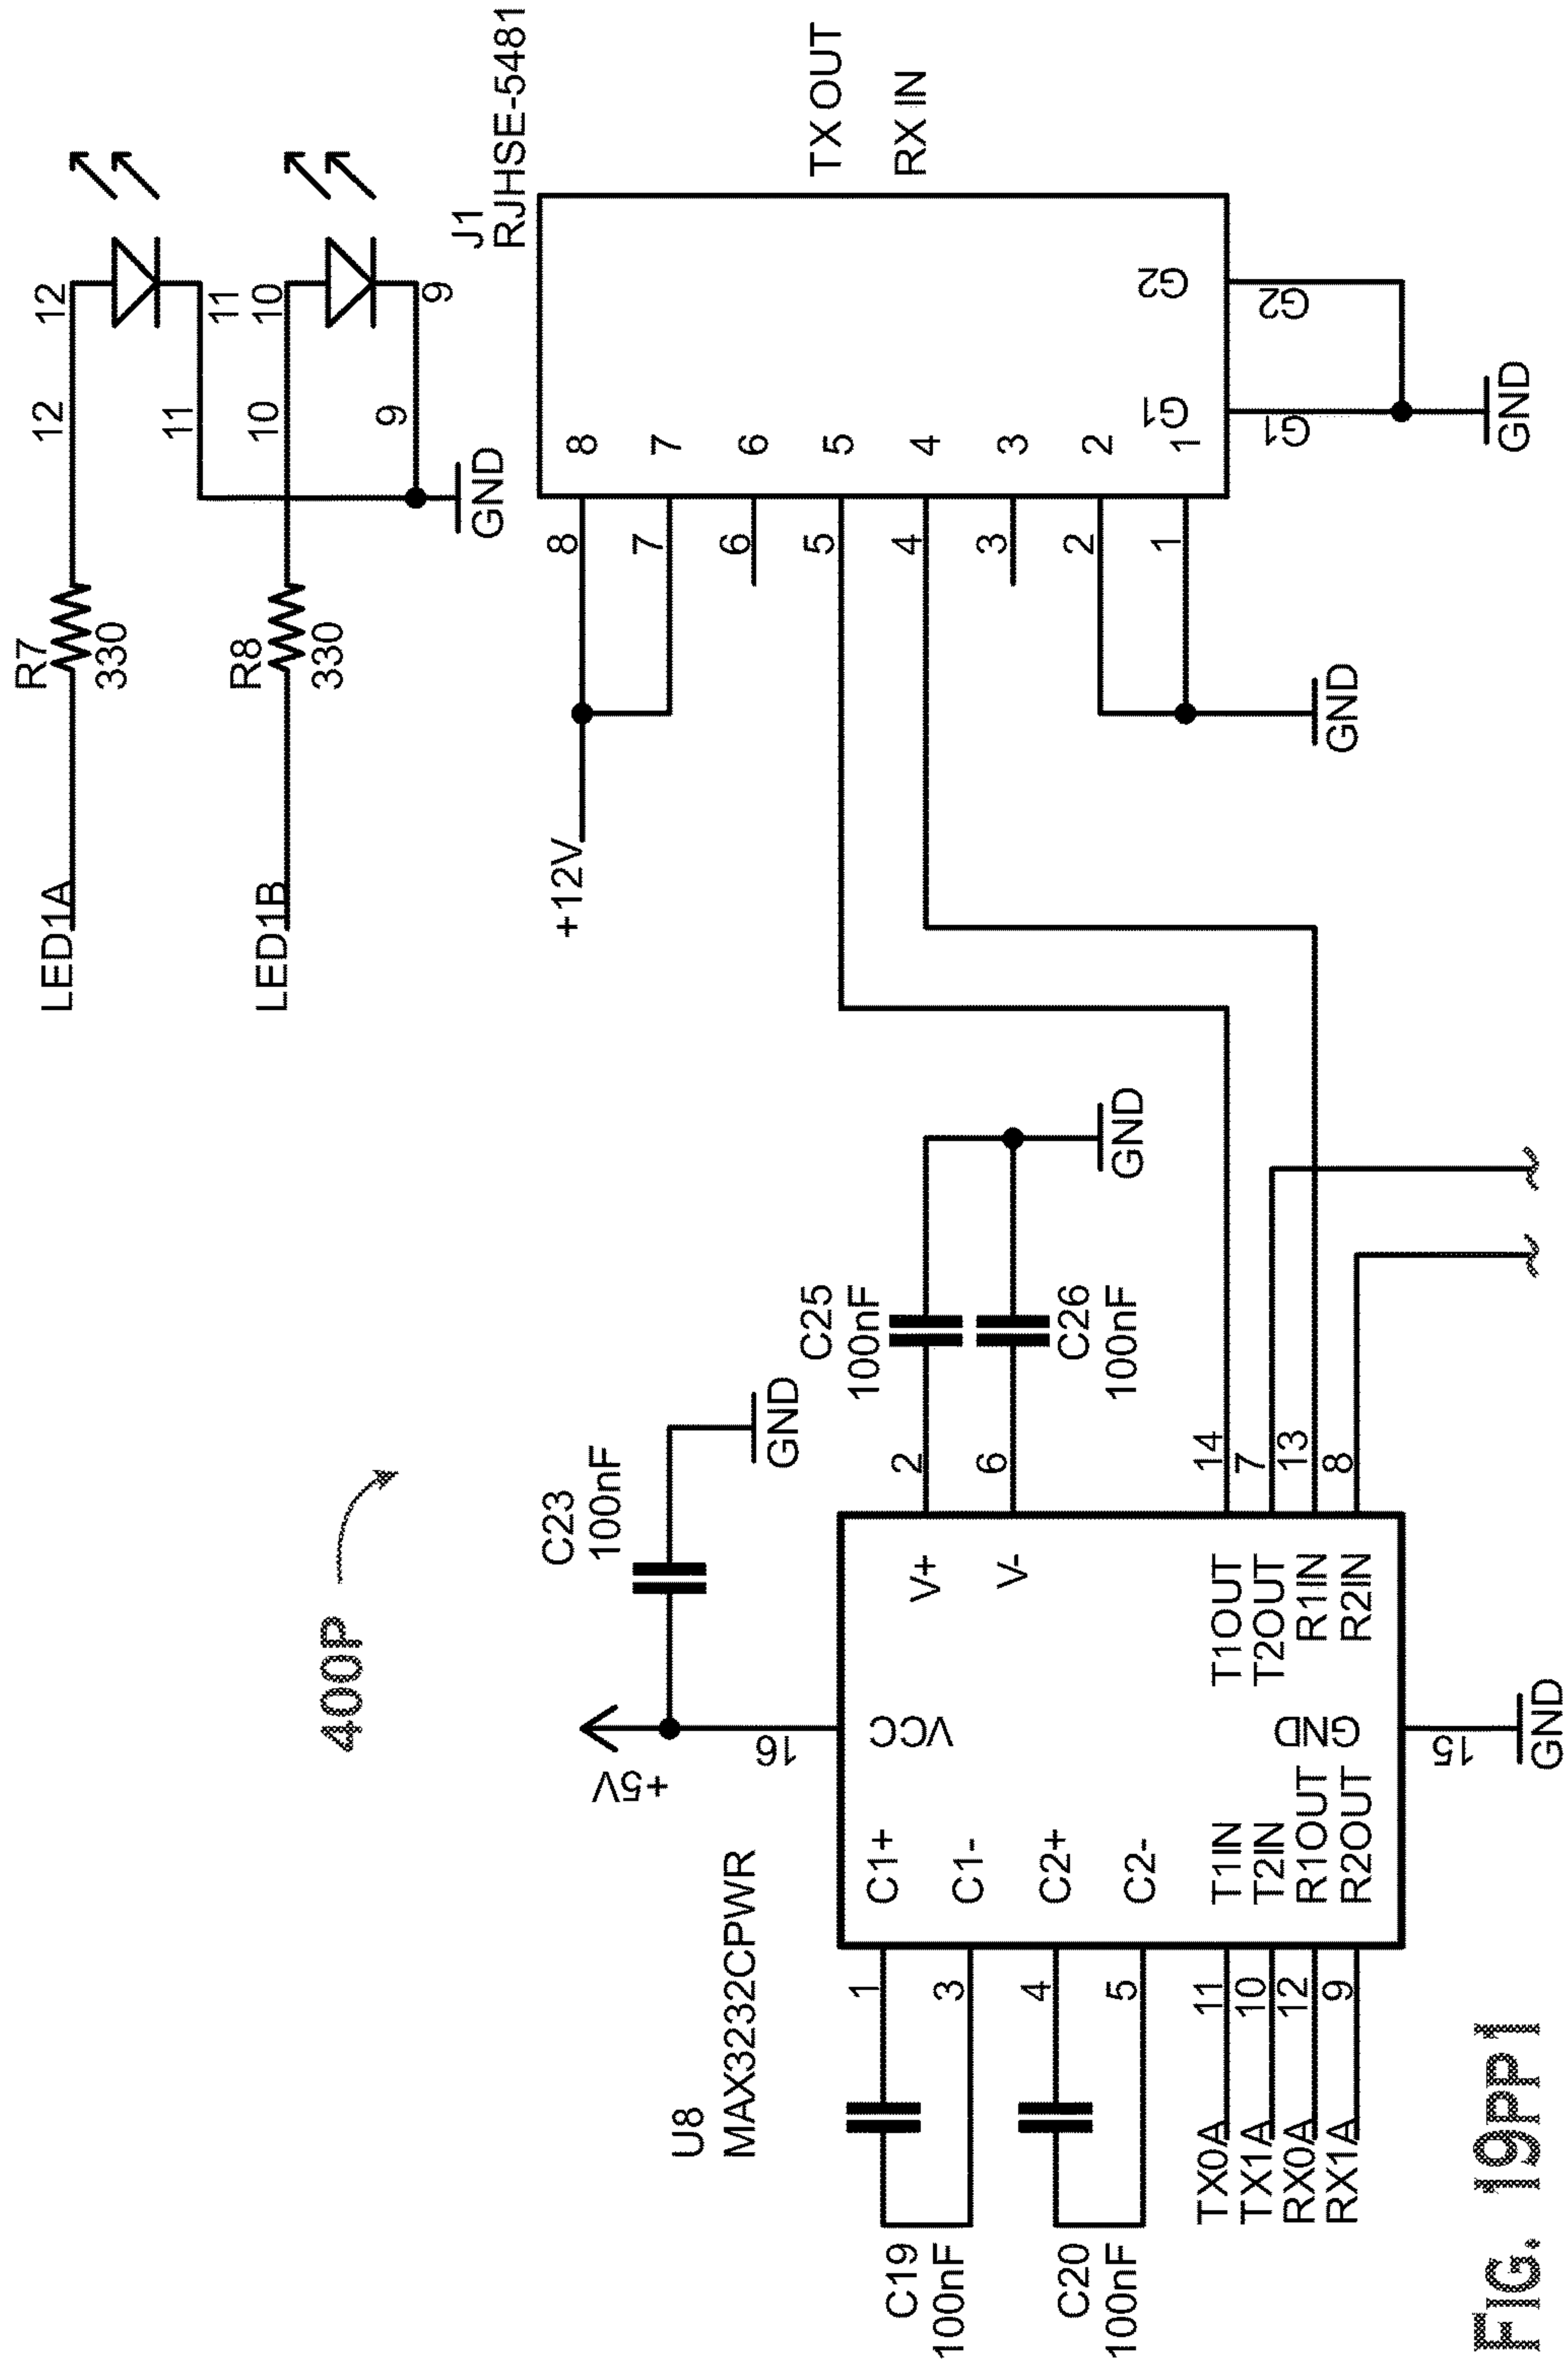 LED1A
R7
330
12
12
11
11
LED1B
R8
330
10
10
9
9
GND
J1
RJHSE-5481
+12V
8
8
7
7
6
6
5
5
TX OUT
4
4
RX IN
3
3
2
2
1
1
G1
G1
G2
G2
GND
GND
400P
C23
100nF
GND
+5V
16
U8
MAX3232CPWR
C25
100nF
C26
100nF
GND
C19
100nF
C20
100nF
1
C1+
VCC
V+
2
3
C1-
V-
6
4
C2+
5
C2-
TX0A
11
T1IN
T1OUT
14
TX1A
10
T2IN
T2OUT
7
RX0A
12
R1OUT
R1IN
13
RX1A
9
R2OUT
R2IN
8
GND
15
GND
FIG. 19PP1